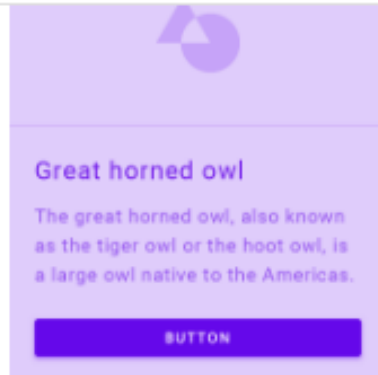 Great horned owl
The great horned owl, also known
as the tiger owl or the hoot owl, is
a large owl native to the Americas.
BUTTON